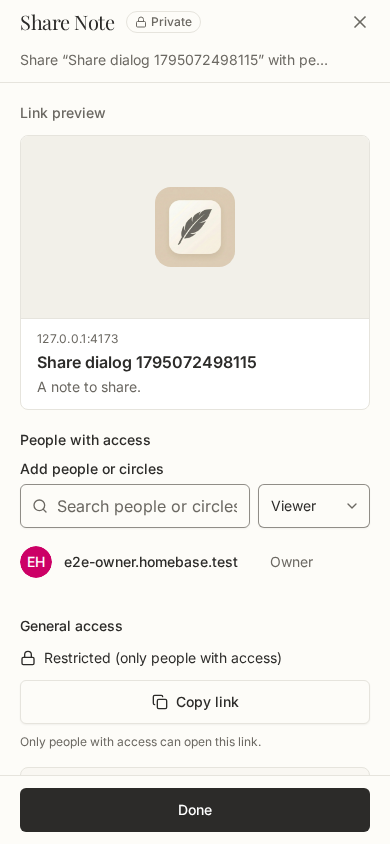 Share Note
Private
Share “Share dialog 1795072498115” with pe...
Link preview
127.0.0.1:4173
Share dialog 1795072498115
A note to share.
People with access
Add people or circles
Search people or circles
Viewer
EH
e2e-owner.homebase.test
Owner
General access
Restricted (only people with access)
Copy link
Only people with access can open this link.
Done